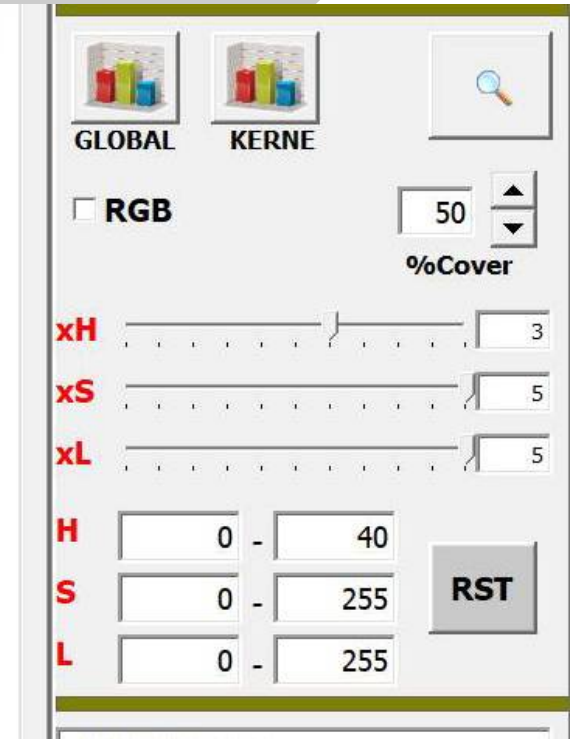 GLOBAL KERNE
RGB 50
%Cover
xH 3
xS 5
xL 5
H 0 - 40
S 0 - 255
RST
L 0 - 255